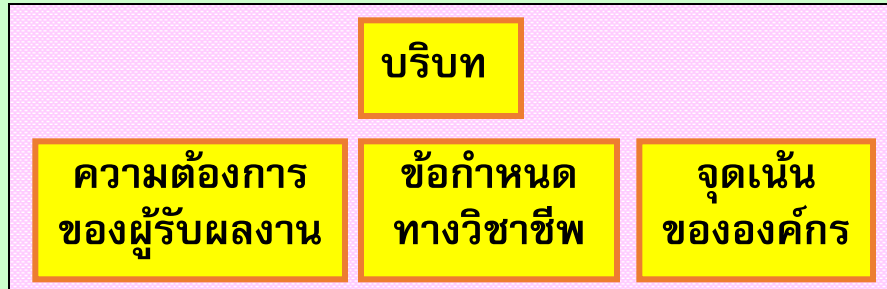 บริบท
ความต้องการ
ของผู้รับผลงาน
ข้อกำหนด
ทางวิชาชีพ
จุดเน้น
ขององค์กร